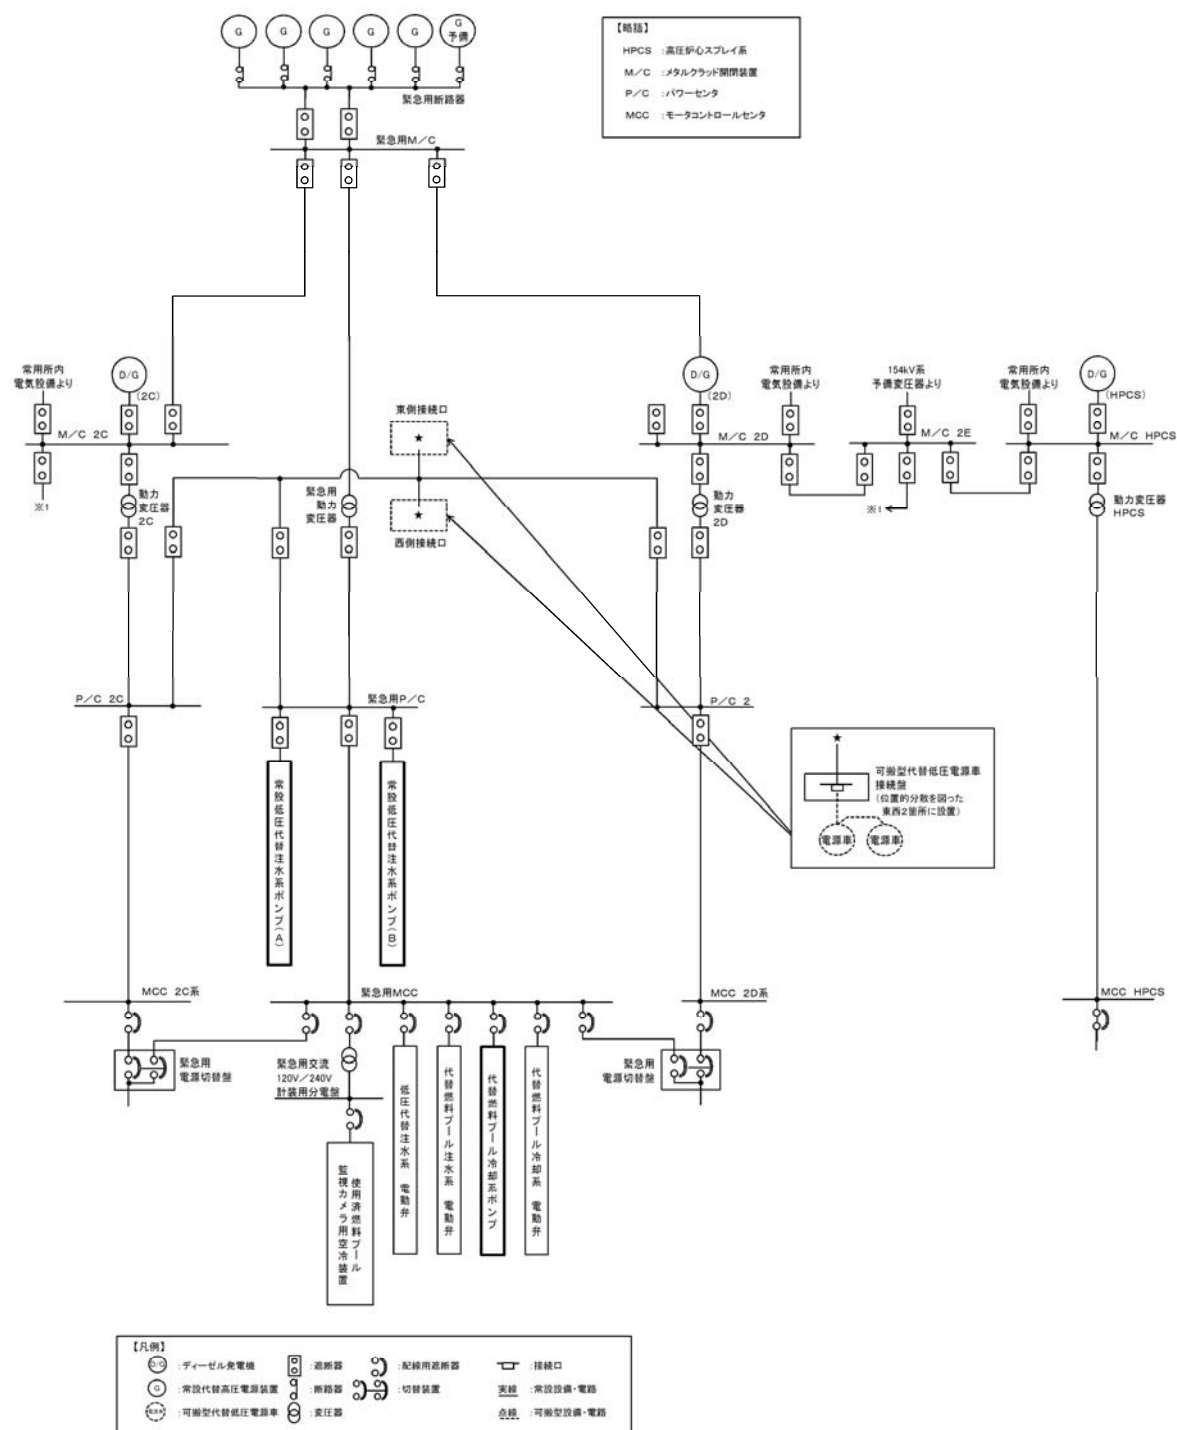 G
G
G
G
G
G
予備
緊急用断路器
【略語】
HPCS ：高圧炉心スプレイ系
M／C ：メタルクラッド開閉装置
P／C ：パワーセンタ
MCC ：モータコントロールセンタ
緊急用M／C
常用所内
電気設備より
D/G
(2C)
M／C 2C
※1
動力
変圧器
2C
東側接続口
★
緊急用
動力
変圧器
★
西側接続口
D/G
(2D)
M／C 2D
動力
変圧器
2D
常用所内
電気設備より
154kV系
予備変圧器より
M／C 2E
※1
常用所内
電気設備より
D/G
(HPCS)
M／C HPCS
動力変圧器
HPCS
P／C 2C
緊急用P／C
P／C 2
常設低圧代替注水系ポンプ(A)
常設低圧代替注水系ポンプ(B)
★
可搬型代替低圧電源車
接続盤
(位置的分散を図った
東西2箇所に設置)
電源車
電源車
MCC 2C系
緊急用MCC
MCC 2D系
MCC HPCS
緊急用
電源切替盤
緊急用交流
120V／240V
計装用分電盤
緊急用
電源切替盤
使用済燃料プール
監視カメラ用空冷装置
低圧代替注水系 電動弁
代替燃料プール注水系 電動弁
代替燃料プール冷却系ポンプ
代替燃料プール冷却系 電動弁
【凡例】
D/G ：ディーゼル発電機
：遮断器
：配線用遮断器
：接続口
G ：常設代替高圧電源装置
：断路器
：切替装置
実線 ：常設設備・電路
電源車 ：可搬型代替低圧電源車
：変圧器
点線 ：可搬型設備・電路